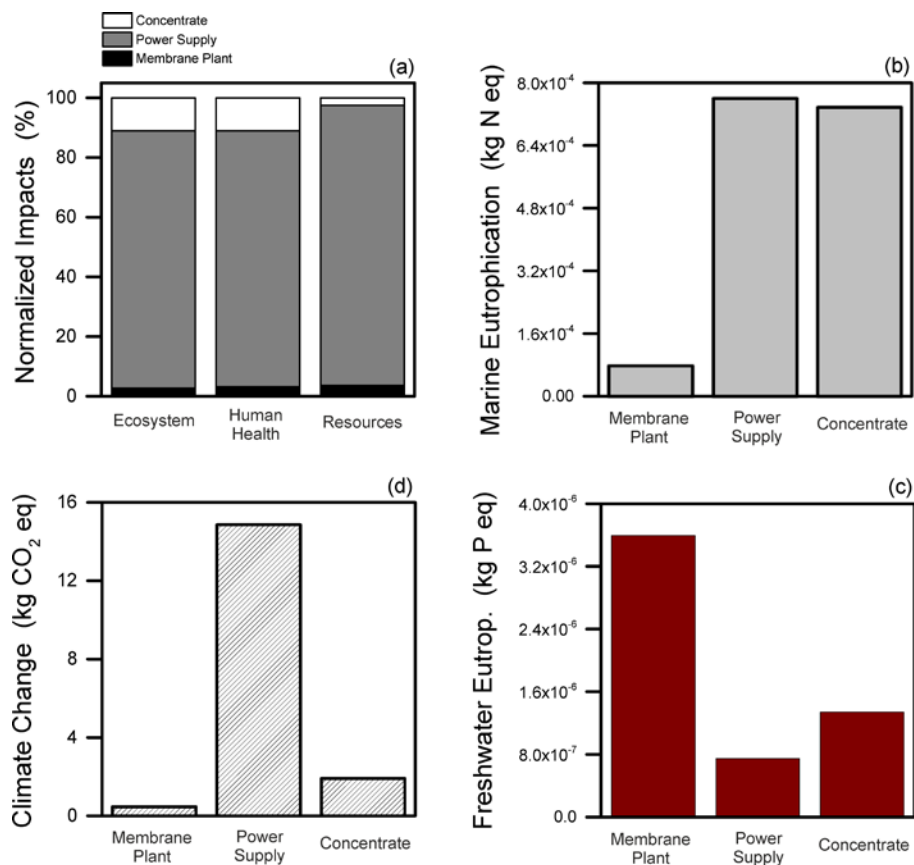 Concentrate
Power Supply
Membrane Plant
(a)
Normalized Impacts (%)
100
80
60
40
20
0
Ecosystem
Human
Health
Resources
(b)
Marine Eutrophication (kg N eq)
8.0x10⁻⁴
6.4x10⁻⁴
4.8x10⁻⁴
3.2x10⁻⁴
1.6x10⁻⁴
0.00
Membrane
Plant
Power
Supply
Concentrate
(d)
Climate Change (kg CO₂ eq)
16
12
8
4
0
Membrane
Plant
Power
Supply
Concentrate
(c)
Freshwater Eutrop. (kg P eq)
4.0x10⁻⁶
3.2x10⁻⁶
2.4x10⁻⁶
1.6x10⁻⁶
8.0x10⁻⁷
0.0
Membrane
Plant
Power
Supply
Concentrate